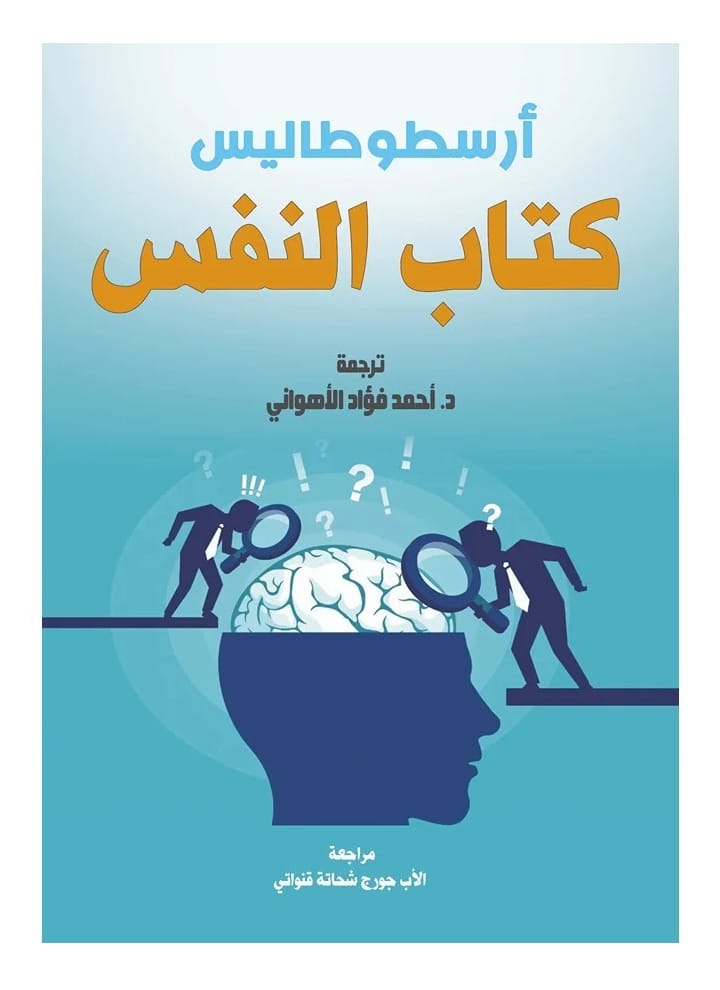 أرسطوطاليس
كتاب النفس
ترجمة
د. أحمد فؤاد الأهواني
؟
!!!
!
؟
!
!
؟
؟
!
؟
مراجعة
الأب جورج شحاتة قنواتي